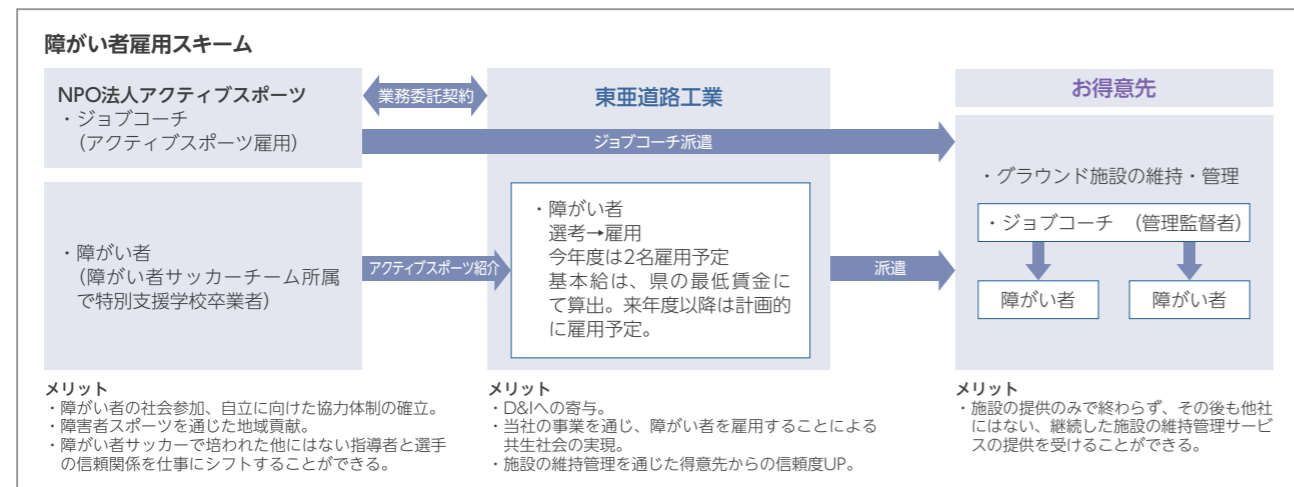 障がい者雇用スキーム
NPO法人アクティブスポーツ
・ジョブコーチ
（アクティブスポーツ雇用）
業務委託契約
東亜道路工業
お得意先
ジョブコーチ派遣
・障がい者
（障がい者サッカーチーム所属
で特別支援学校卒業者）
アクティブスポーツ紹介
・障がい者
選考→雇用
今年度は2名雇用予定
基本給は、県の最低賃金に
て算出。来年度以降は計画的
に雇用予定。
派遣
・グラウンド施設の維持・管理
・ジョブコーチ （管理監督者）
障がい者
障がい者
メリット
・障がい者の社会参加、自立に向けた協力体制の確立。
・障害者スポーツを通じた地域貢献。
・障がい者サッカーで培われた他にはない指導者と選手
の信頼関係を仕事にシフトすることができる。
メリット
・D&Iへの寄与。
・当社の事業を通じ、障がい者を雇用することによる
共生社会の実現。
・施設の維持管理を通じた得意先からの信頼度UP。
メリット
・施設の提供のみで終わらず、その後も他社
にはない、継続した施設の維持管理サービ
スの提供を受けることができる。